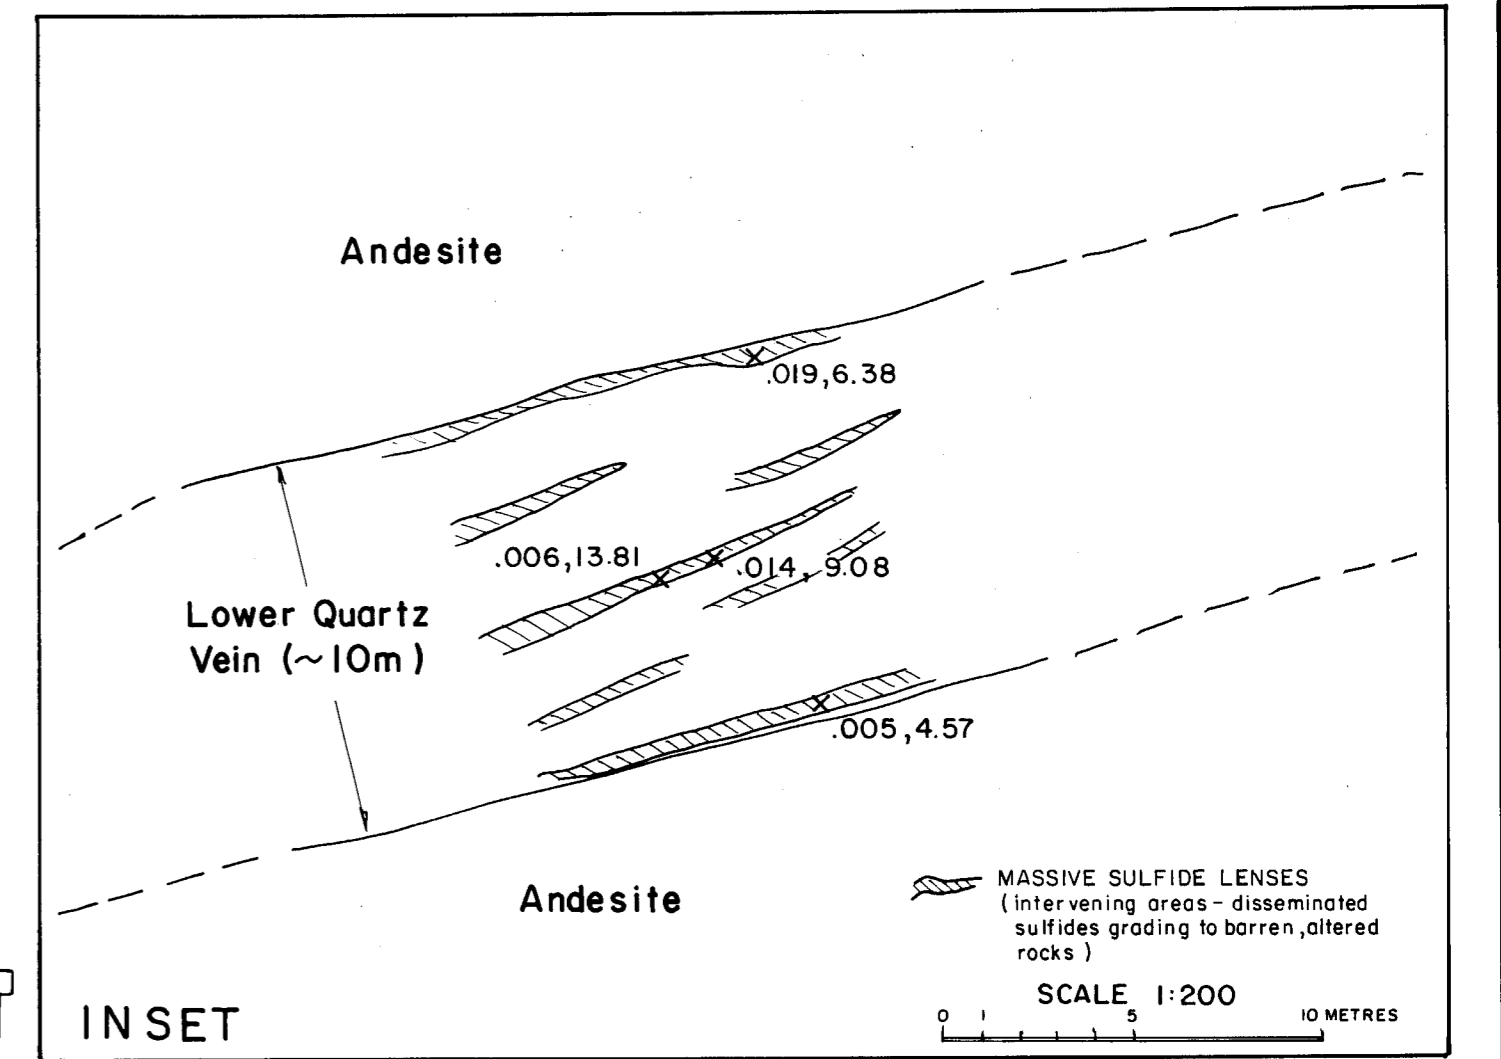 Andesite
.019,6.38
.006,13.81
.014, 9.08
Lower Quartz
Vein (~10m)
.005,4.57
Andesite
MASSIVE SULFIDE LENSES
(intervening areas - disseminated
sulfides grading to barren, altered
rocks)
SCALE 1:200
0 1 5 10 METRES
INSET